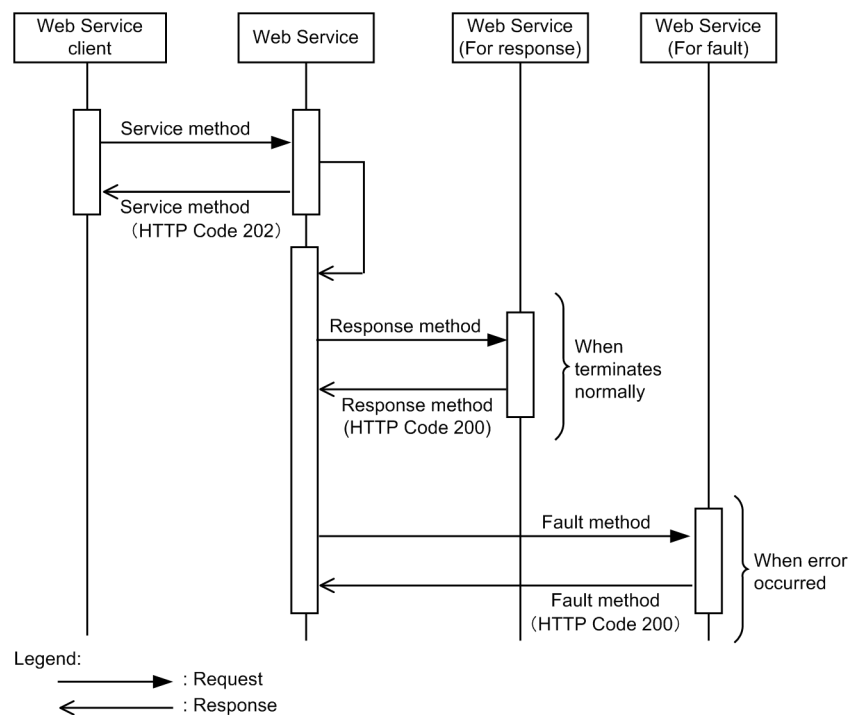 Web Service
client
Web Service
Web Service
(For response)
Web Service
(For fault)
Service method
Service method
（HTTP Code 202）
Response method
Response method
(HTTP Code 200)
When
terminates
normally
Fault method
Fault method
（HTTP Code 200）
When error
occurred
Legend:
: Request
: Response